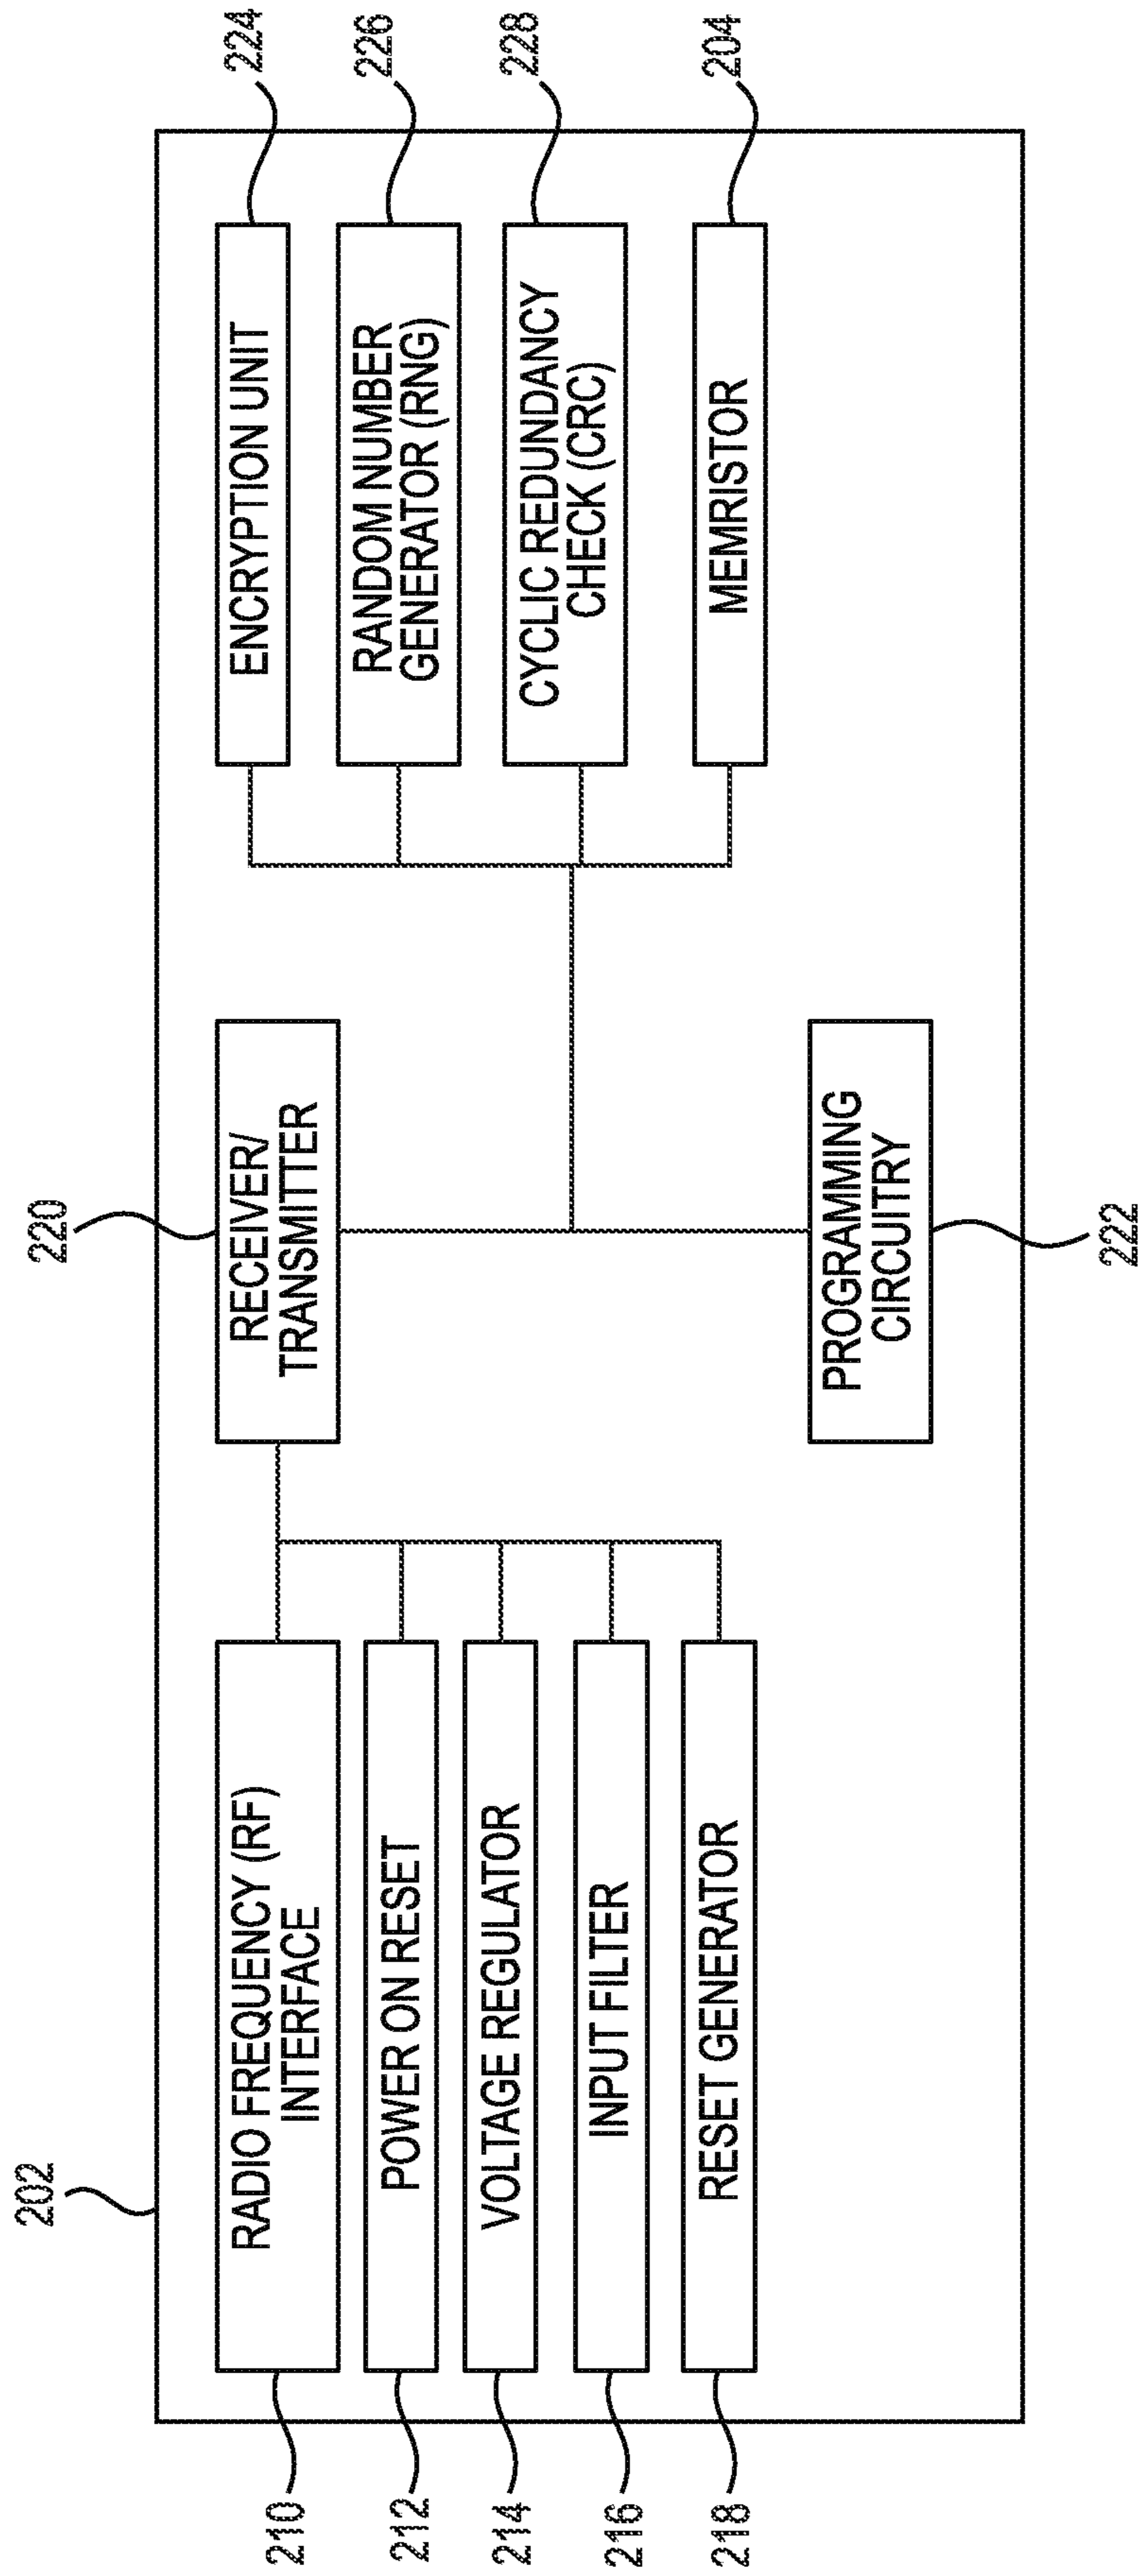 202
220
RADIO FREQUENCY (RF)
INTERFACE
210
POWER ON RESET
212
VOLTAGE REGULATOR
214
INPUT FILTER
216
RESET GENERATOR
218
RECEIVER/
TRANSMITTER
PROGRAMMING
CIRCUITRY
222
ENCRYPTION UNIT
224
RANDOM NUMBER
GENERATOR (RNG)
226
CYCLIC REDUNDANCY
CHECK (CRC)
228
MEMRISTOR
204